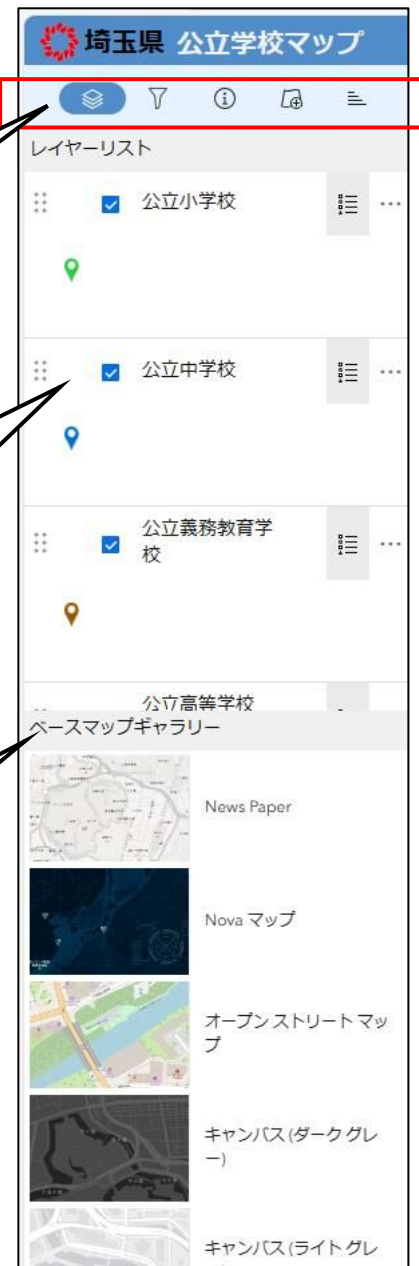 埼玉県 公立学校マップ
レイヤーリスト
公立小学校
公立中学校
公立義務教育学
校
公立高等学校
ベースマップギャラリー
News Paper
Nova マップ
オープン ストリート マッ
プ
キャンバス (ダーク グレ
ー)
キャンバス (ライト グレ